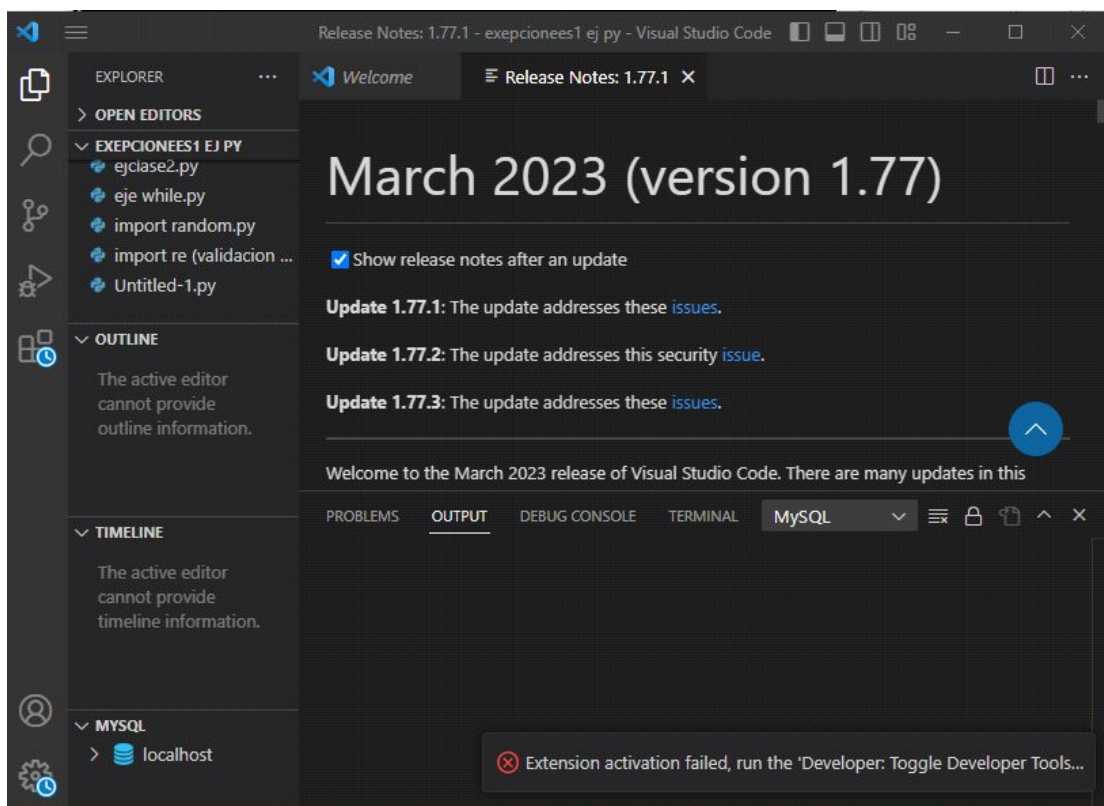 Release Notes: 1.77.1 - exepcionees1 ej py - Visual Studio Code
EXPLORER
OPEN EDITORS
EXEPCIONEES1 EJ PY
ejclase2.py
eje while.py
import random.py
import re (validacion ...
Untitled-1.py
OUTLINE
The active editor
cannot provide
outline information.
TIMELINE
The active editor
cannot provide
timeline information.
MYSQL
localhost
Welcome
Release Notes: 1.77.1
March 2023 (version 1.77)
Show release notes after an update
Update 1.77.1: The update addresses these issues.
Update 1.77.2: The update addresses this security issue.
Update 1.77.3: The update addresses these issues.
Welcome to the March 2023 release of Visual Studio Code. There are many updates in this
PROBLEMS OUTPUT DEBUG CONSOLE TERMINAL MySQL
Extension activation failed, run the 'Developer: Toggle Developer Tools...